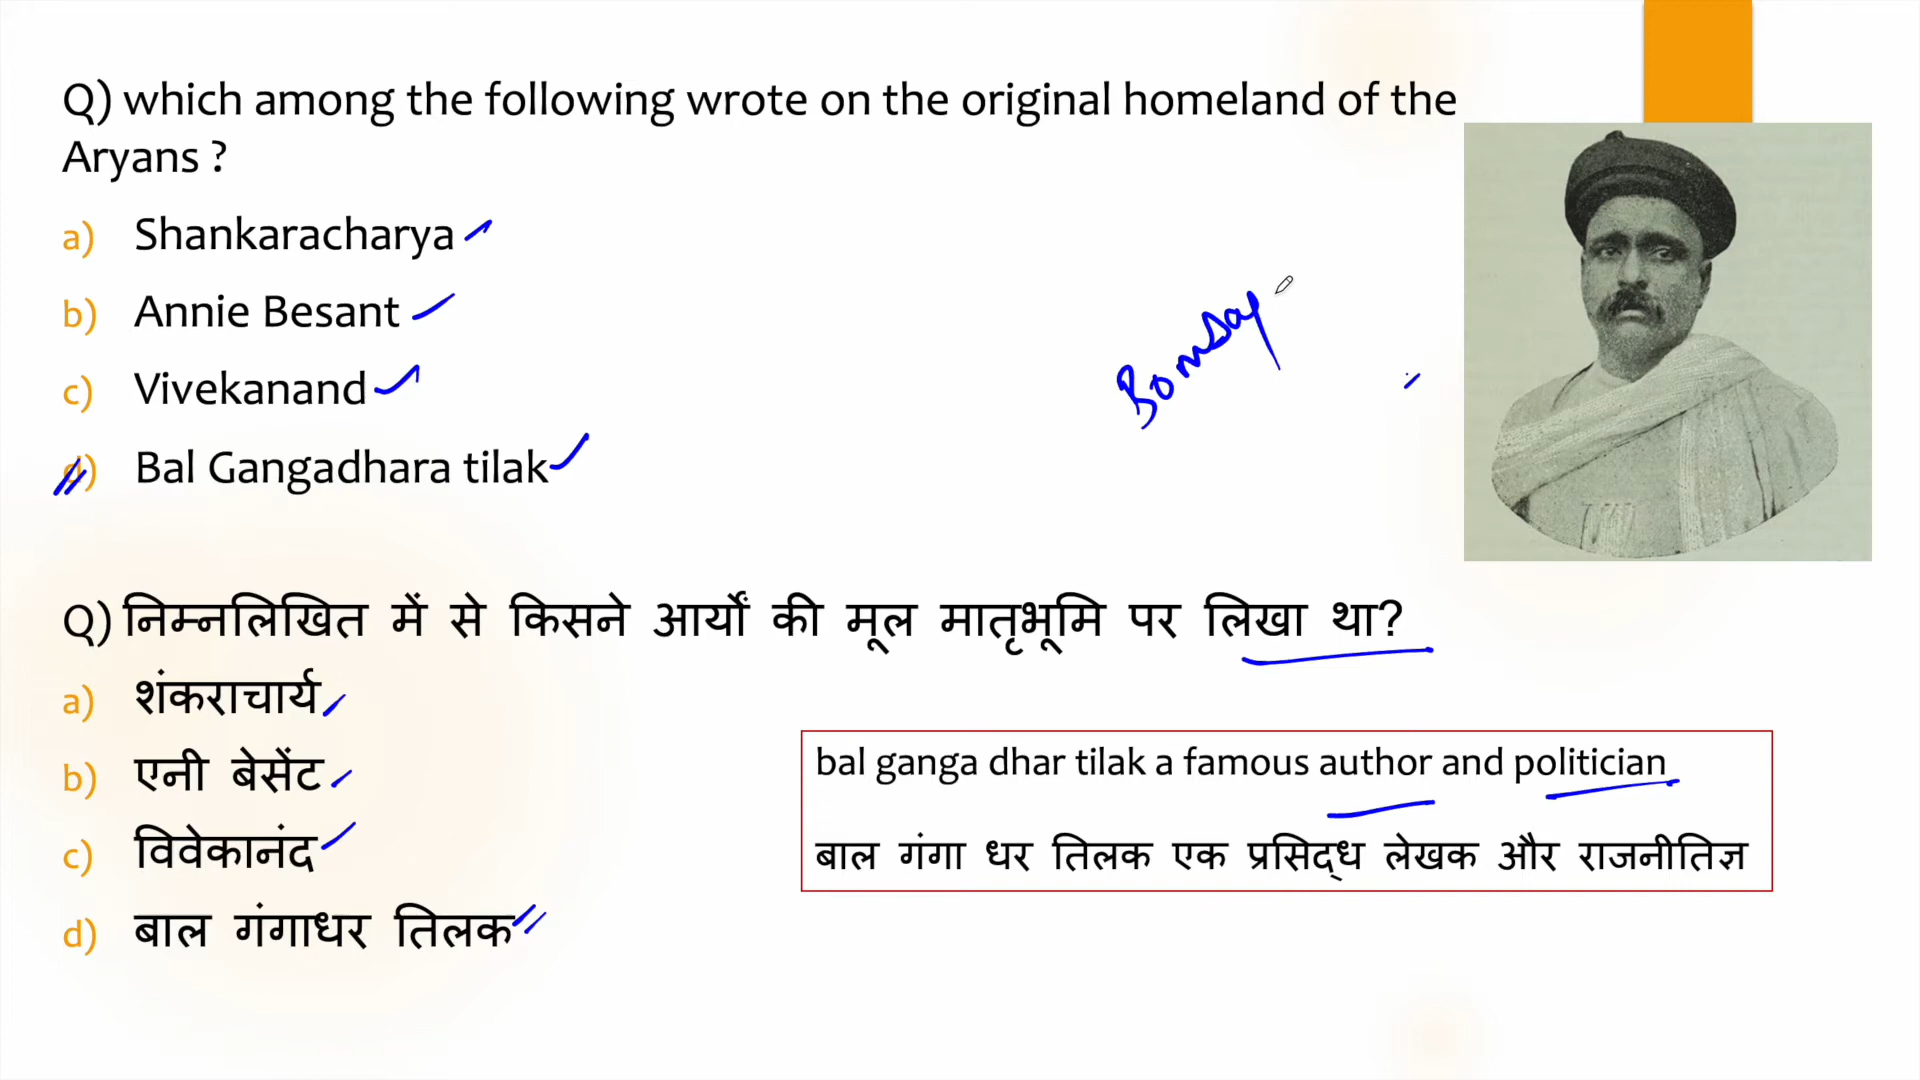 Q) which among the following wrote on the original homeland of the
Aryans ?
a) Shankaracharya
b) Annie Besant
c) Vivekanand
d) Bal Gangadhara tilak
Bombay
Q) निम्नलिखित में से किसने आर्यों की मूल मातृभूमि पर लिखा था?
a) शंकराचार्य
b) एनी बेसेंट
c) विवेकानंद
d) बाल गंगाधर तिलक
bal ganga dhar tilak a famous author and politician
बाल गंगा धर तिलक एक प्रसिद्ध लेखक और राजनीतिज्ञ